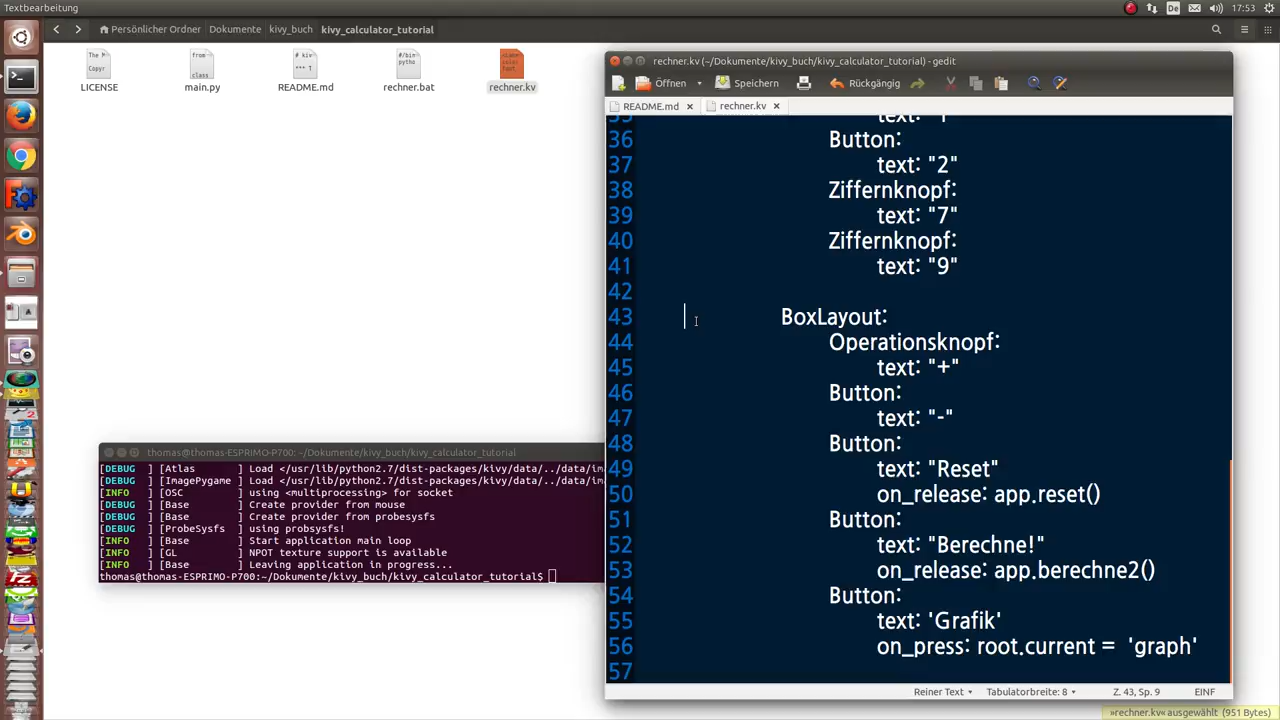 Textbearbeitung
De
17:53
Persönlicher Ordner
Dokumente
kivy_buch
kivy_calculator_tutorial
LICENSE
main.py
README.md
rechner.bat
rechner.kv
rechner.kv (~/Dokumente/kivy_buch/kivy_calculator_tutorial) - gedit
Öffnen
Speichern
Rückgängig
README.md
rechner.kv
36 Button:
37 text: "2"
38 Ziffernknopf:
39 text: "7"
40 Ziffernknopf:
41 text: "9"
42
43 BoxLayout:
44 Operationsknopf:
45 text: "+"
46 Button:
47 text: "-"
48 Button:
49 text: "Reset"
50 on_release: app.reset()
51 Button:
52 text: "Berechne!"
53 on_release: app.berechne2()
54 Button:
55 text: 'Grafik'
56 on_press: root.current = 'graph'
57
Reiner Text
Tabulatorbreite: 8
Z. 43, Sp. 9
EINF
»rechner.kv« ausgewählt (951 Bytes)
thomas@thomas-ESPRIMO-P700: ~/Dokumente/kivy_buch/kivy_calculator_tutorial
[DEBUG ] [Atlas ] Load </usr/lib/python2.7/dist-packages/kivy/data/../data/im
[DEBUG ] [ImagePygame ] Load </usr/lib/python2.7/dist-packages/kivy/data/../data/im
[INFO ] [OSC ] using <multiprocessing> for socket
[DEBUG ] [Base ] Create provider from mouse
[DEBUG ] [Base ] Create provider from probesysfs
[DEBUG ] [ProbeSysfs ] using probsysfs!
[INFO ] [Base ] Start application main loop
[INFO ] [GL ] NPOT texture support is available
[INFO ] [Base ] Leaving application in progress...
thomas@thomas-ESPRIMO-P700:~/Dokumente/kivy_buch/kivy_calculator_tutorial$